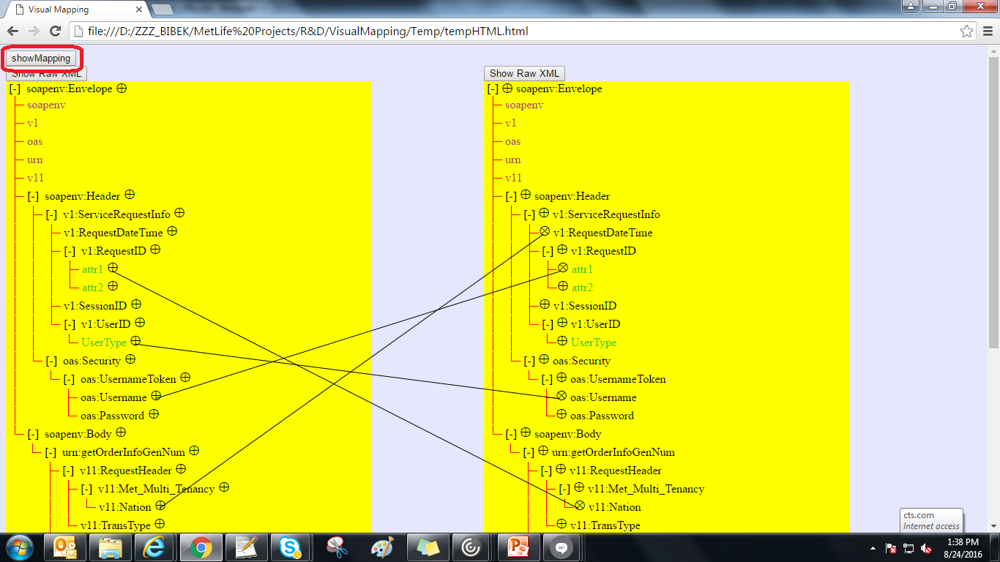 Visual Mapping
file:///D:/ZZZ_BIBEK/MetLife%20Projects/R&D/VisualMapping/Temp/tempHTML.html
showMapping
Show Raw XML
[-] soapenv:Envelope
soapenv
v1
oas
urn
v11
[-] soapenv:Header
[-] v1:ServiceRequestInfo
v1:RequestDateTime
[-] v1:RequestID
attr1
attr2
v1:SessionID
[-] v1:UserID
UserType
[-] oas:Security
[-] oas:UsernameToken
oas:Username
oas:Password
[-] soapenv:Body
[-] urn:getOrderInfoGenNum
[-] v11:RequestHeader
[-] v11:Met_Multi_Tenancy
v11:Nation
v11:TransType
Show Raw XML
[-] soapenv:Envelope
soapenv
v1
oas
urn
v11
[-] soapenv:Header
[-] v1:ServiceRequestInfo
v1:RequestDateTime
[-] v1:RequestID
attr1
attr2
v1:SessionID
[-] v1:UserID
UserType
[-] oas:Security
[-] oas:UsernameToken
oas:Username
oas:Password
[-] soapenv:Body
[-] urn:getOrderInfoGenNum
[-] v11:RequestHeader
[-] v11:Met_Multi_Tenancy
v11:Nation
v11:TransType
cts.com
Internet access
1:38 PM
8/24/2016